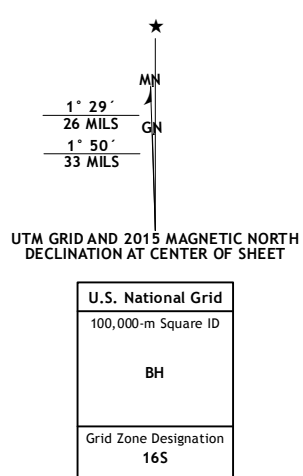 MN
1° 29´
26 MILS
GN
1° 50´
33 MILS
UTM GRID AND 2015 MAGNETIC NORTH
DECLINATION AT CENTER OF SHEET
U.S. National Grid
100,000-m Square ID
BH
Grid Zone Designation
16S